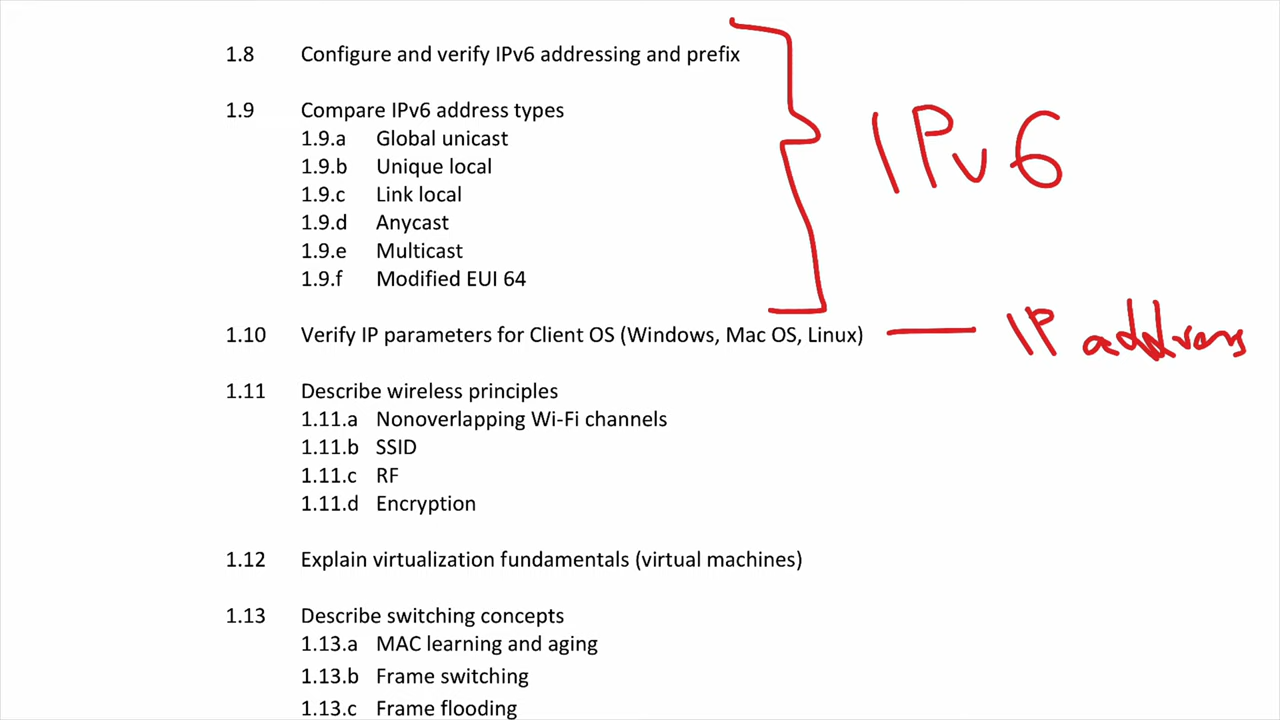 1.8 Configure and verify IPv6 addressing and prefix
1.9 Compare IPv6 address types
1.9.a Global unicast
1.9.b Unique local
1.9.c Link local
1.9.d Anycast
1.9.e Multicast
1.9.f Modified EUI 64
IPv6
1.10 Verify IP parameters for Client OS (Windows, Mac OS, Linux)
IP address
1.11 Describe wireless principles
1.11.a Nonoverlapping Wi-Fi channels
1.11.b SSID
1.11.c RF
1.11.d Encryption
1.12 Explain virtualization fundamentals (virtual machines)
1.13 Describe switching concepts
1.13.a MAC learning and aging
1.13.b Frame switching
1.13.c Frame flooding